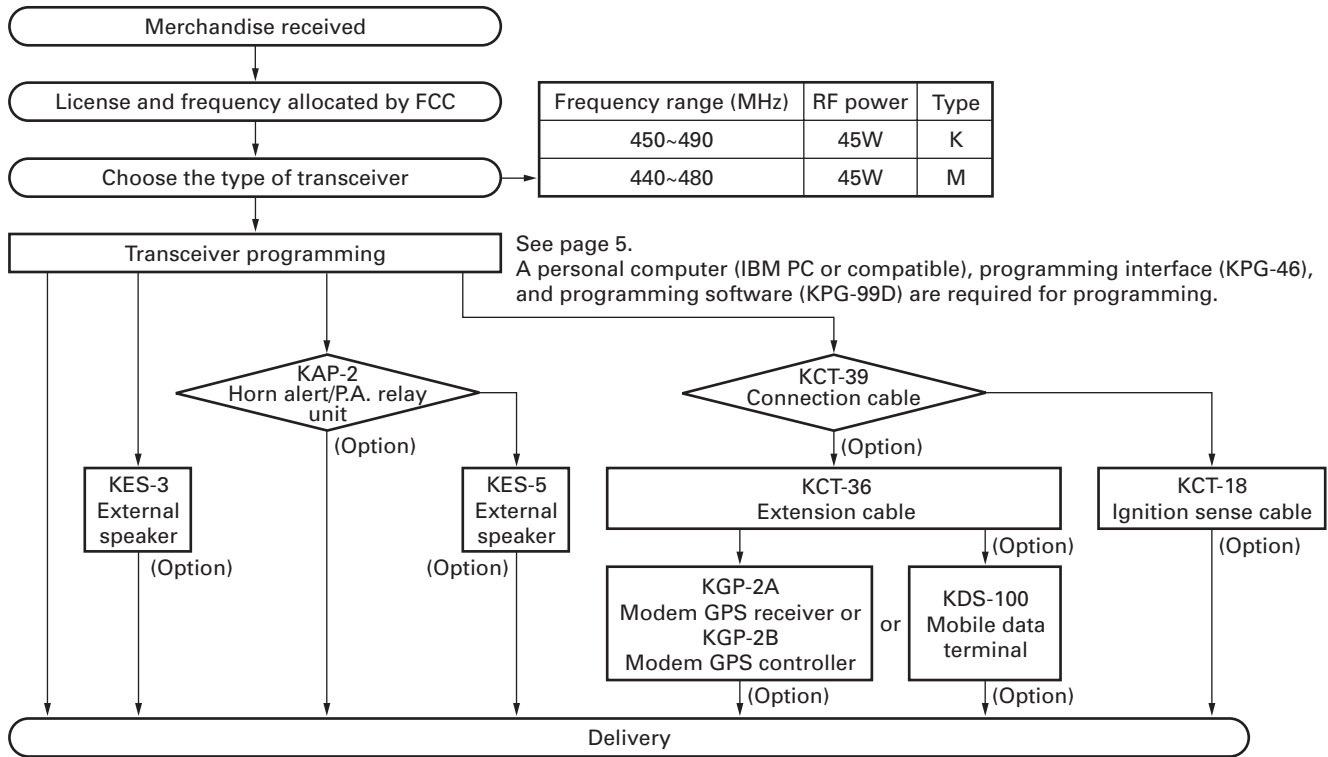 Merchandise received
License and frequency allocated by FCC
Frequency range (MHz) RF power Type
450~490 45W K
440~480 45W M
Choose the type of transceiver
Transceiver programming
See page 5.
A personal computer (IBM PC or compatible), programming interface (KPG-46),
and programming software (KPG-99D) are required for programming.
KAP-2
Horn alert/P.A. relay
unit
(Option)
KCT-39
Connection cable
(Option)
KES-3
External
speaker
(Option)
KES-5
External
speaker
(Option)
KCT-36
Extension cable
(Option)
KCT-18
Ignition sense cable
(Option)
KGP-2A
Modem GPS receiver or
KGP-2B
Modem GPS controller
(Option)
or
KDS-100
Mobile data
terminal
(Option)
Delivery